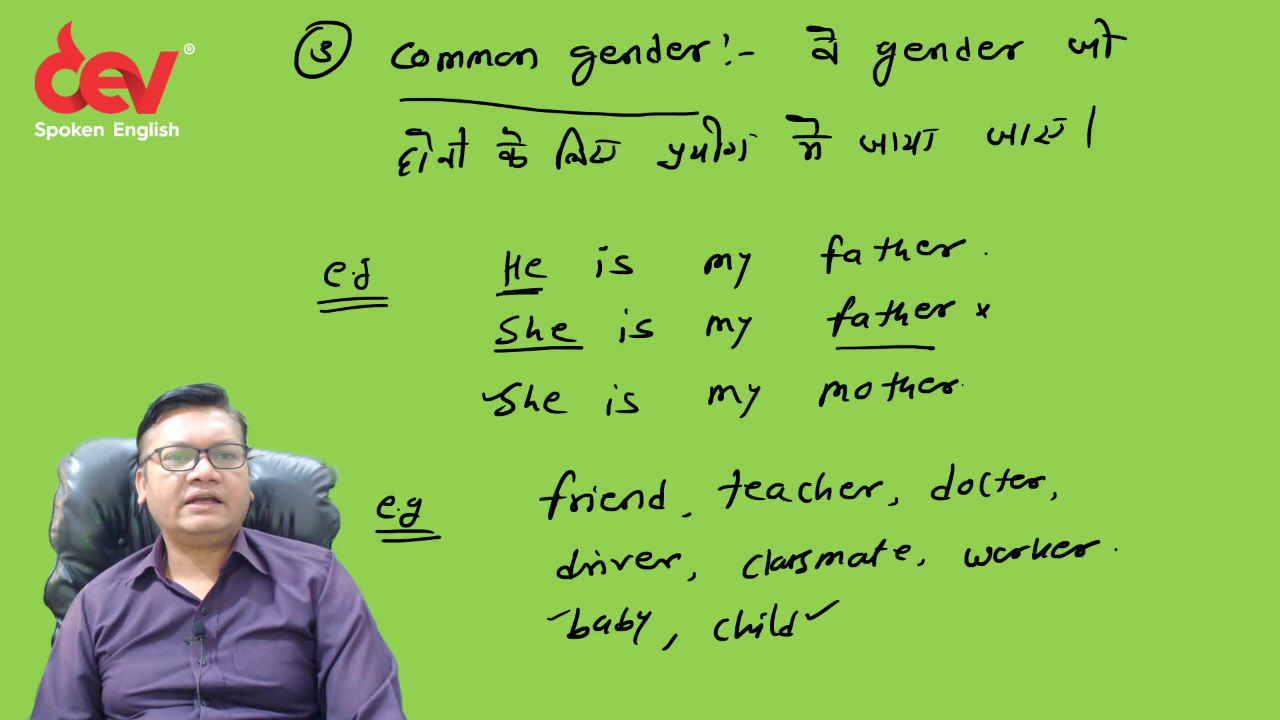 dev®
Spoken English
③ Common gender:- वे gender जो
दोनों के लिए प्रयोग में लाया जाए।
e.g He is my father.
She is my father ×
✓She is my mother.
e.g friend, teacher, docter,
driver, classmate, worker.
✓baby, child✓